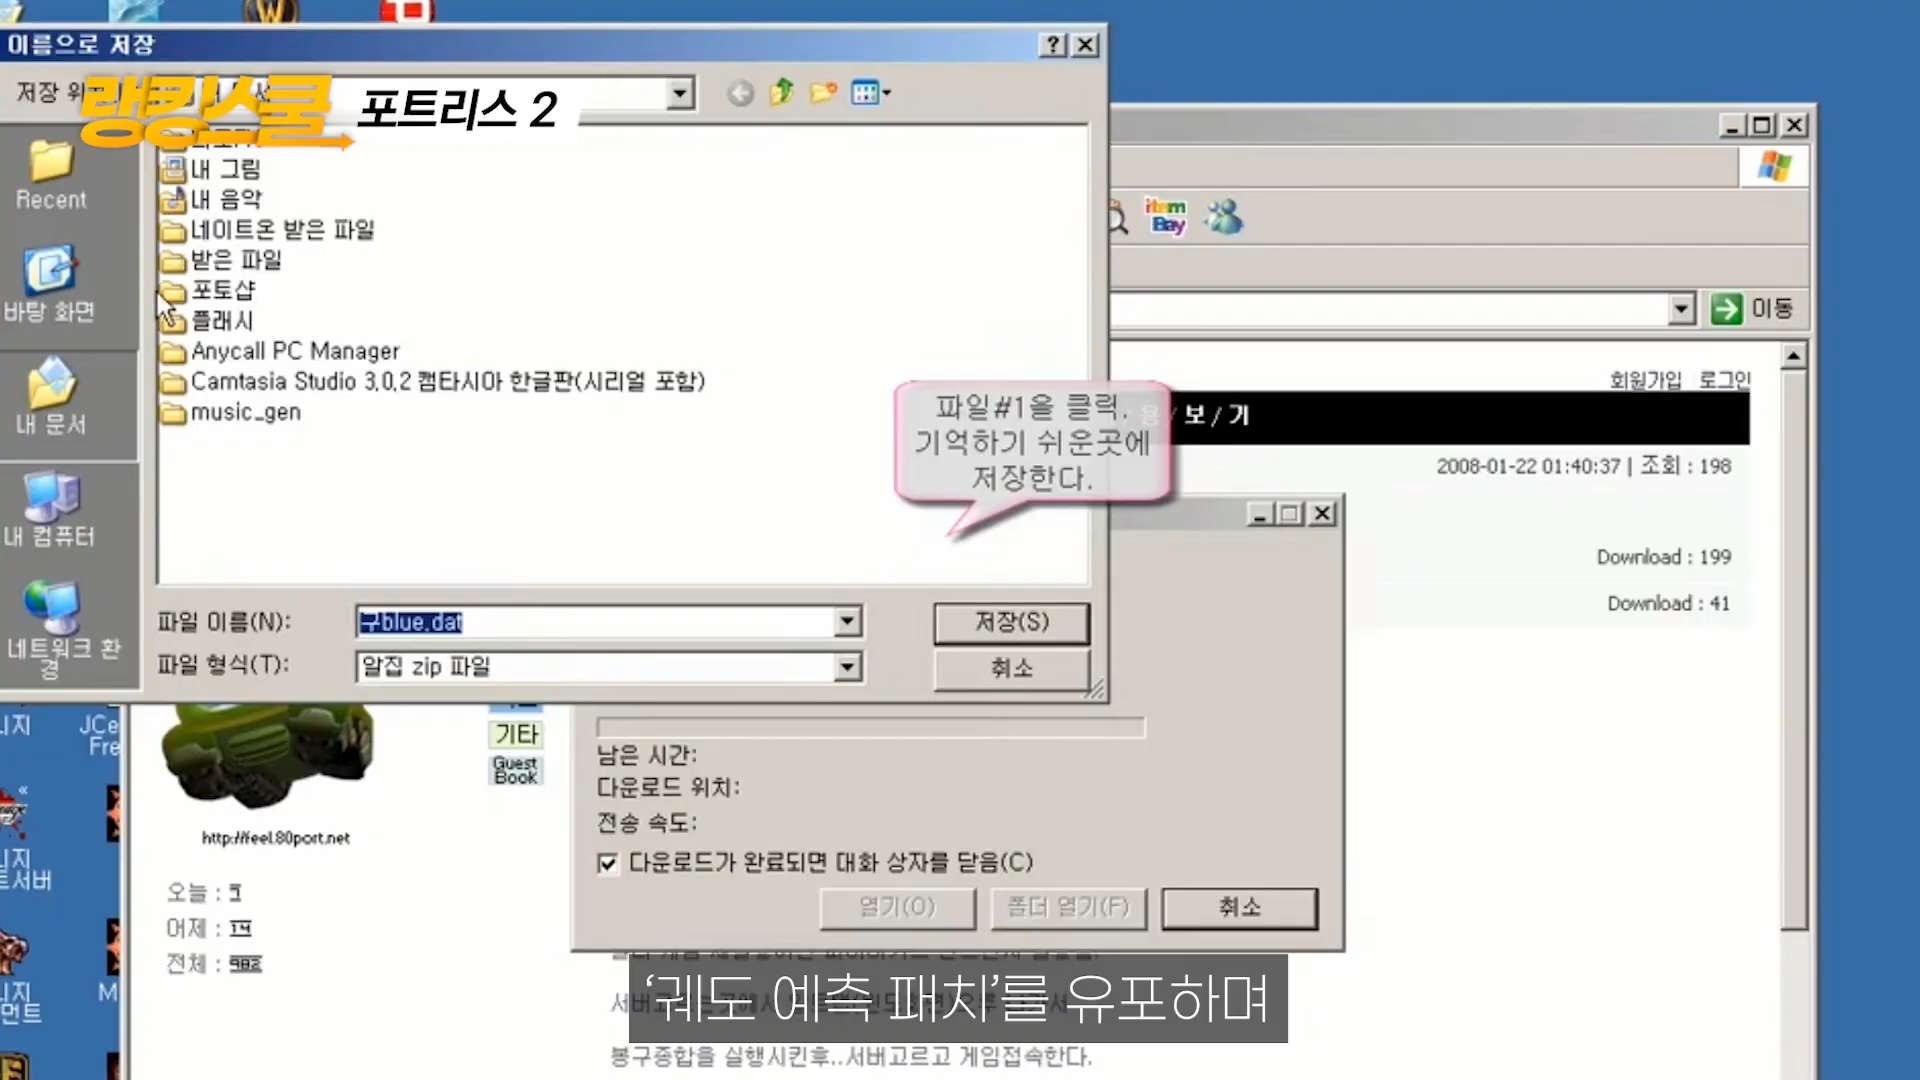 이름으로 저장
랭킹스쿨
포트리스 2
Recent
바탕 화면
내 문서
내 컴퓨터
네트워크 환
경
내 그림
내 음악
네이트온 받은 파일
받은 파일
포토샵
플래시
Anycall PC Manager
Camtasia Studio 3.0.2 캠타시아 한글판(시리얼 포함)
music_gen
파일#1을 클릭.
기억하기 쉬운곳에
저장한다.
파일 이름(N):
구blue.dat
저장(S)
파일 형식(T):
알집 zip 파일
취소
item
Bay
이동
회원가입 로그인
보 / 기
2008-01-22 01:40:37 | 조회 : 198
Download : 199
Download : 41
기타
Guest
Book
http://feel.80port.net
오늘 :
어제 : 14
전체 : 982
남은 시간:
다운로드 위치:
전송 속도:
다운로드가 완료되면 대화 상자를 닫음(C)
열기(O)
폴더 열기(F)
취소
‘궤도 예측 패치’를 유포하며
봉구종합을 실행시킨후..서버고르고 게임접속한다.